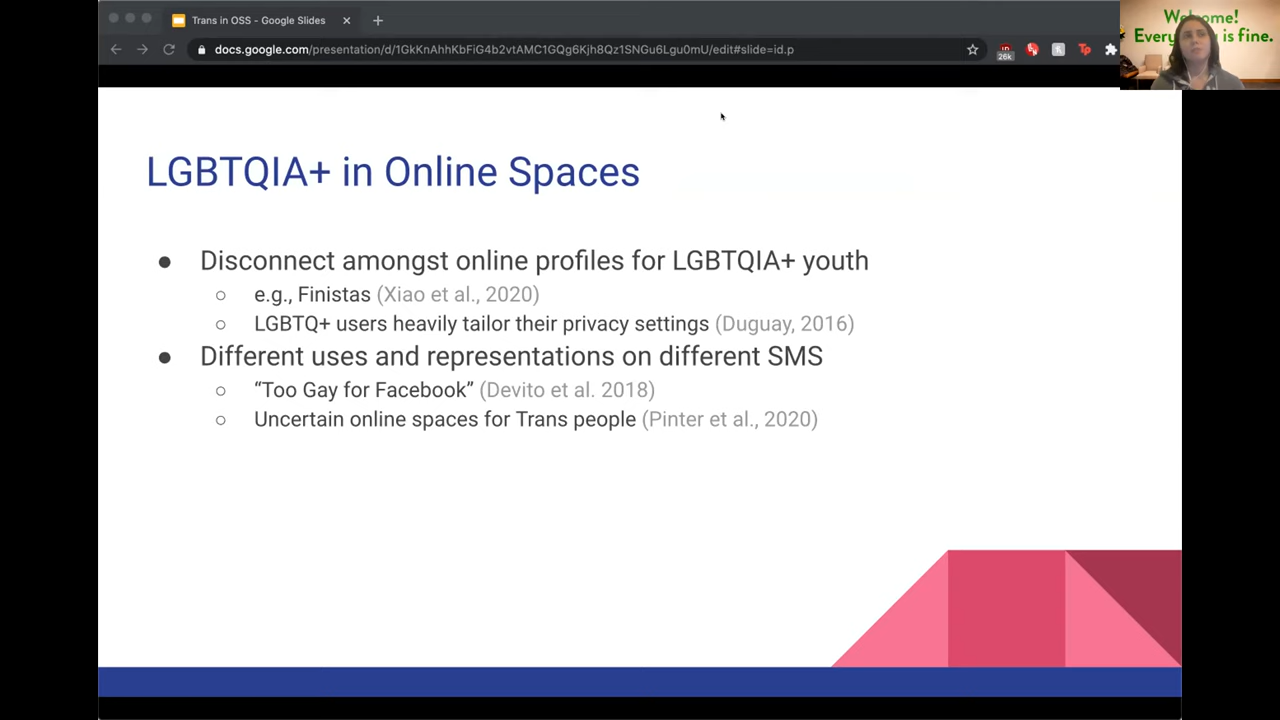 Trans in OSS - Google Slides
docs.google.com/presentation/d/1GkKnAhhKbFiG4b2vtAMC1GQg6Kjh8Qz1SNGu6Lgu0mU/edit#slide=id.p
26k
Tp
Welcome!
Everything is fine.
LGBTQIA+ in Online Spaces
● Disconnect amongst online profiles for LGBTQIA+ youth
○ e.g., Finistas (Xiao et al., 2020)
○ LGBTQ+ users heavily tailor their privacy settings (Duguay, 2016)
● Different uses and representations on different SMS
○ “Too Gay for Facebook” (Devito et al. 2018)
○ Uncertain online spaces for Trans people (Pinter et al., 2020)